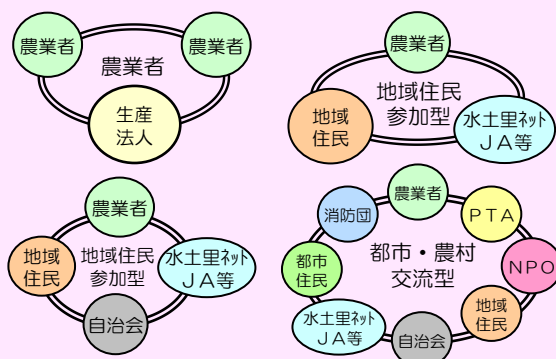 農業者
農業者
農業者
生産
法人
農業者
地域住民
参加型
地域
住民
水土里ネット
ＪＡ等
農業者
地域
住民
地域住民
参加型
水土里ネット
ＪＡ等
自治会
農業者
消防団
ＰＴＡ
都市
住民
都市・農村
交流型
ＮＰＯ
水土里ネット
ＪＡ等
地域
住民
自治会